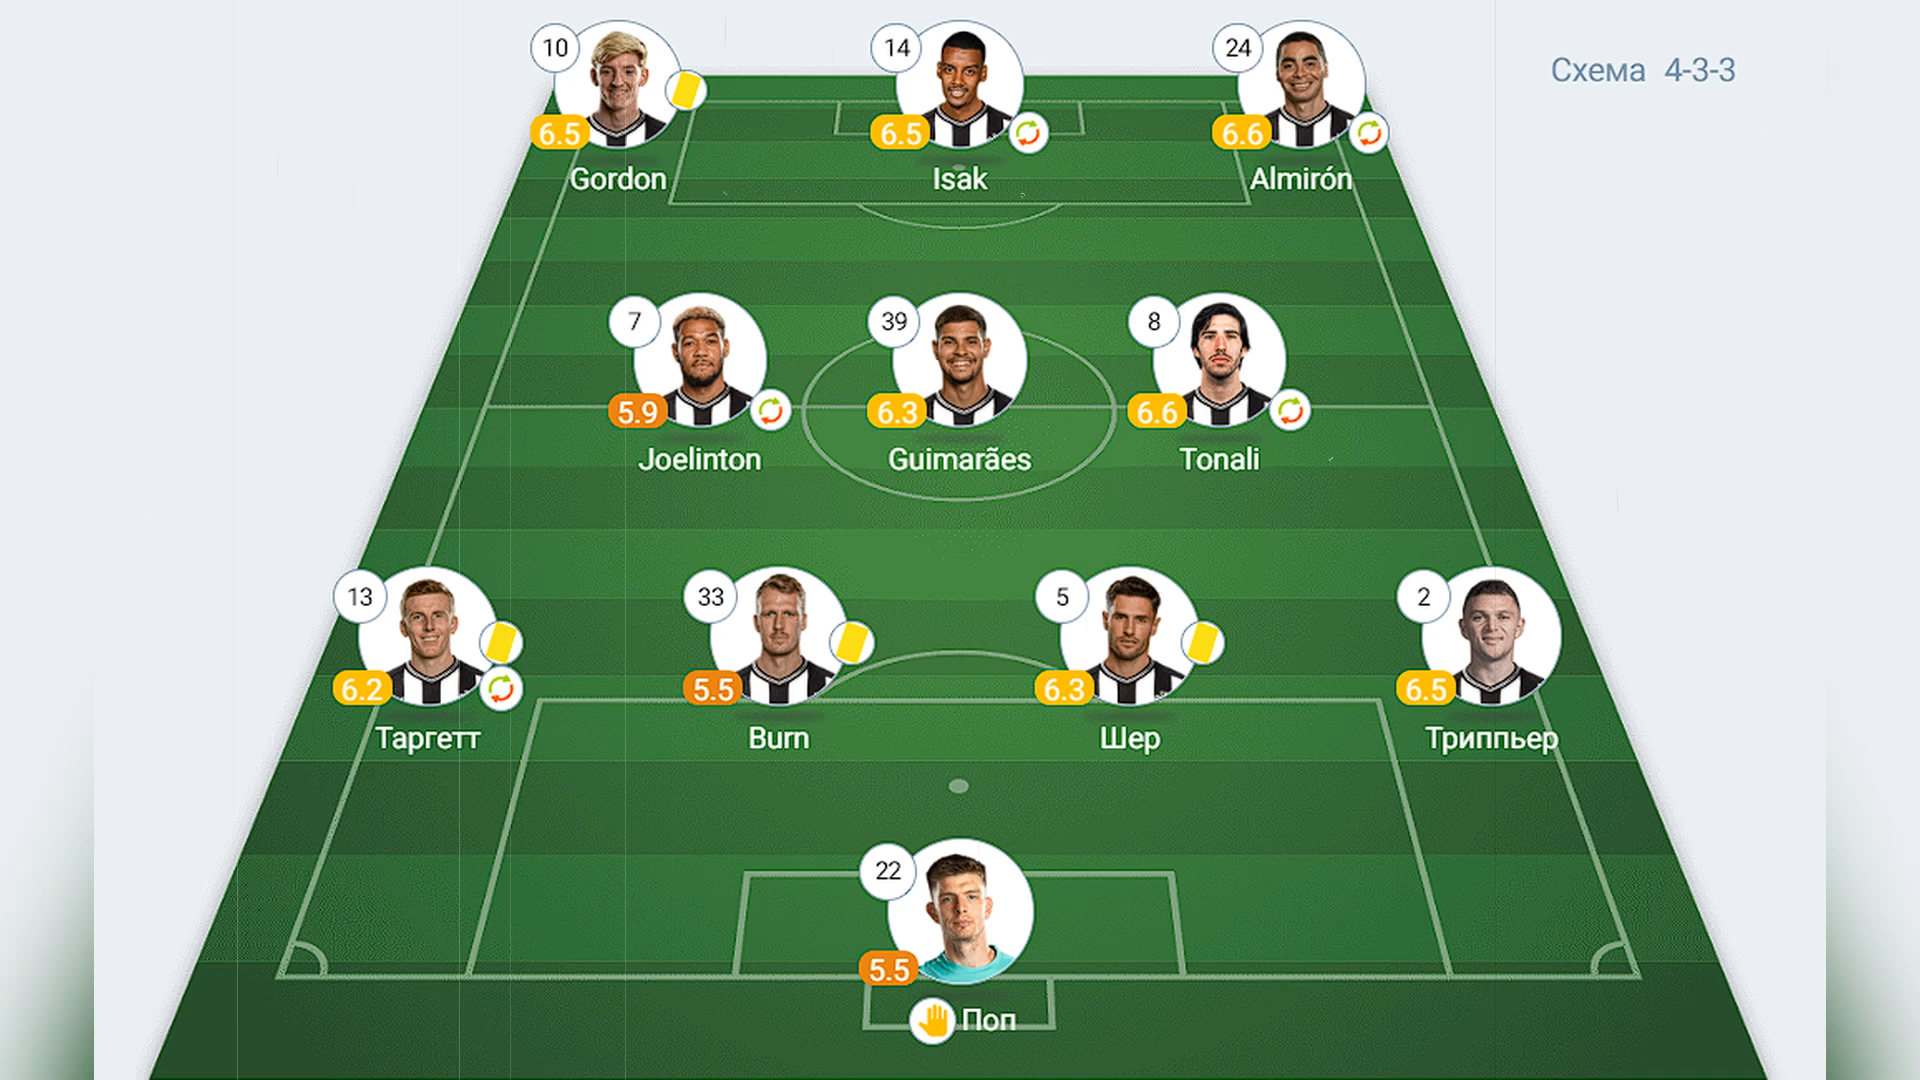 10
14
24
Схема 4-3-3
6.5
6.5
6.6
Gordon
Isak
Almirón
7
39
8
5.9
6.3
6.6
Joelinton
Guimarães
Tonali
13
33
5
2
6.2
5.5
6.3
6.5
Таргетт
Burn
Шер
Триппьер
22
5.5
Поп